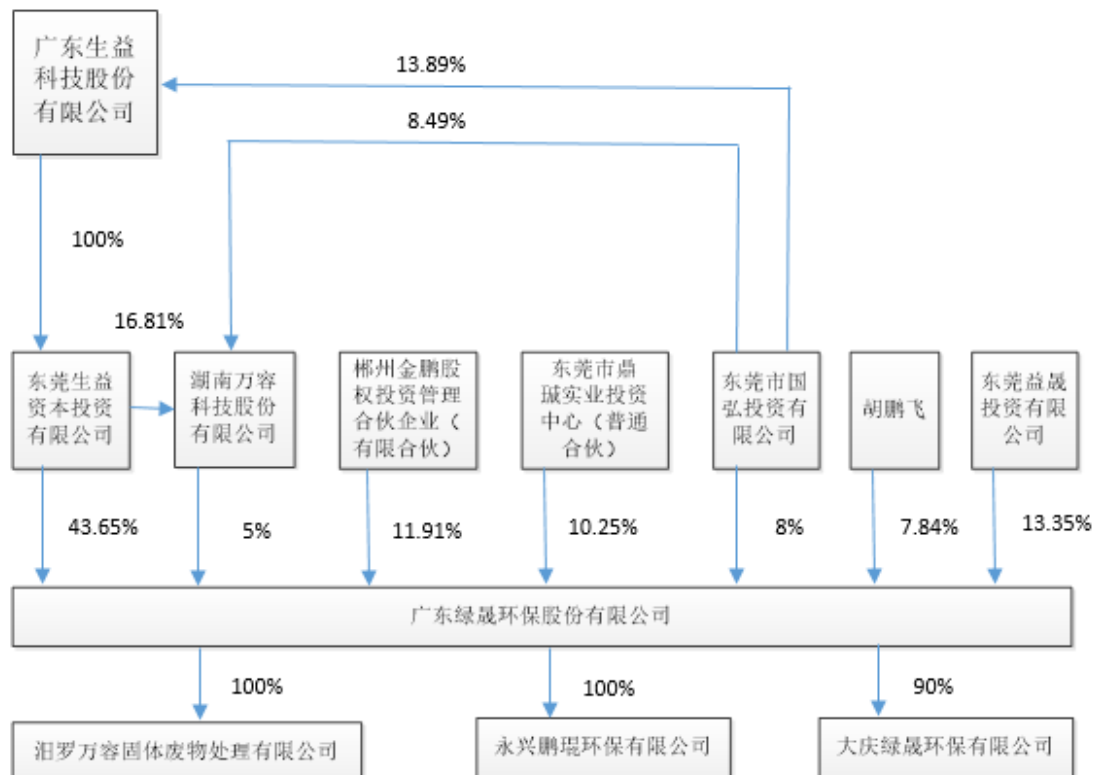 广东生益
科技股份
有限公司
13.89%
8.49%
100%
16.81%
东莞生益
资本投资
有限公司
湖南万容
科技股份
有限公司
郴州金鹏股
权投资管理
合伙企业（
有限合伙）
东莞市鼎
珹实业投资
中心（普通
合伙）
东莞市国
弘投资有
限公司
胡鹏飞
东莞益晟
投资有限
公司
43.65%
5%
11.91%
10.25%
8%
7.84%
13.35%
广东绿晟环保股份有限公司
100%
100%
90%
汨罗万容固体废物处理有限公司
永兴鹏琨环保有限公司
大庆绿晟环保有限公司